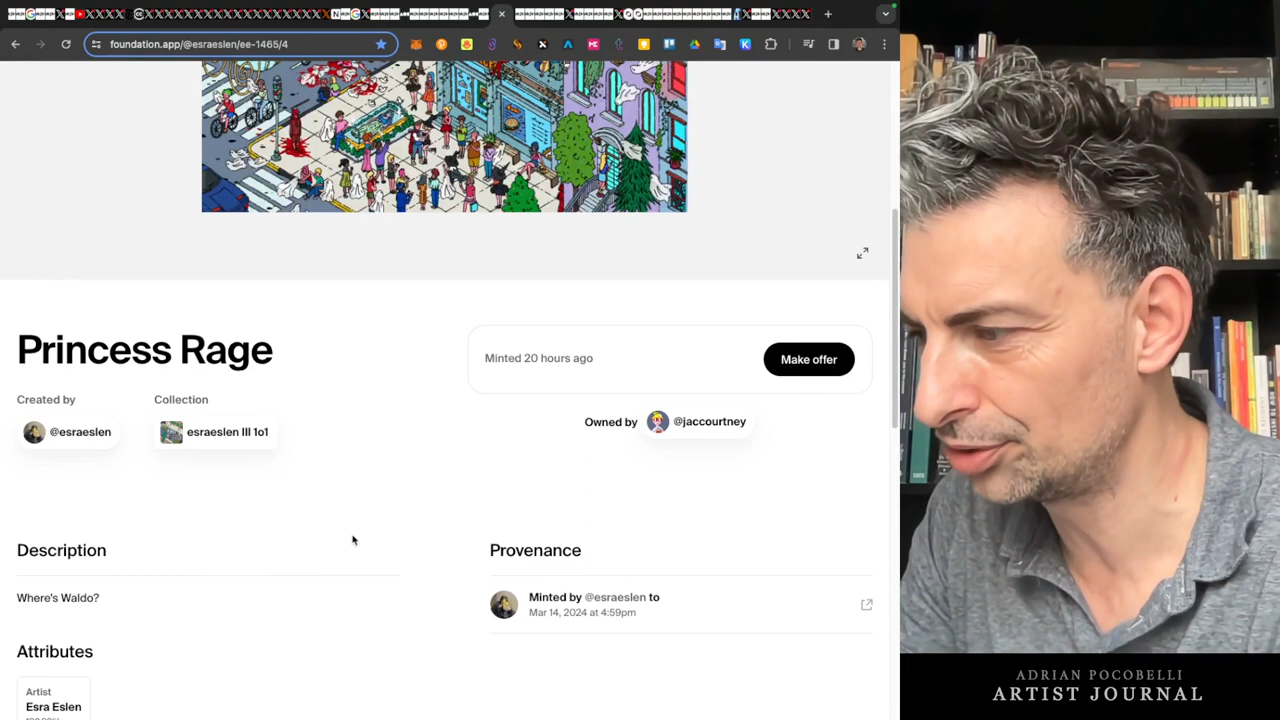 foundation.app/@esraeslen/ee-1465/4
Princess Rage
Minted 20 hours ago
Make offer
Created by
Collection
@esraeslen
esraeslen III 1o1
Owned by
@jaccourtney
Description
Provenance
Where's Waldo?
Minted by @esraeslen to
Mar 14, 2024 at 4:59pm
Attributes
Artist
Esra Eslen
ADRIAN POCOBELLI
ARTIST JOURNAL